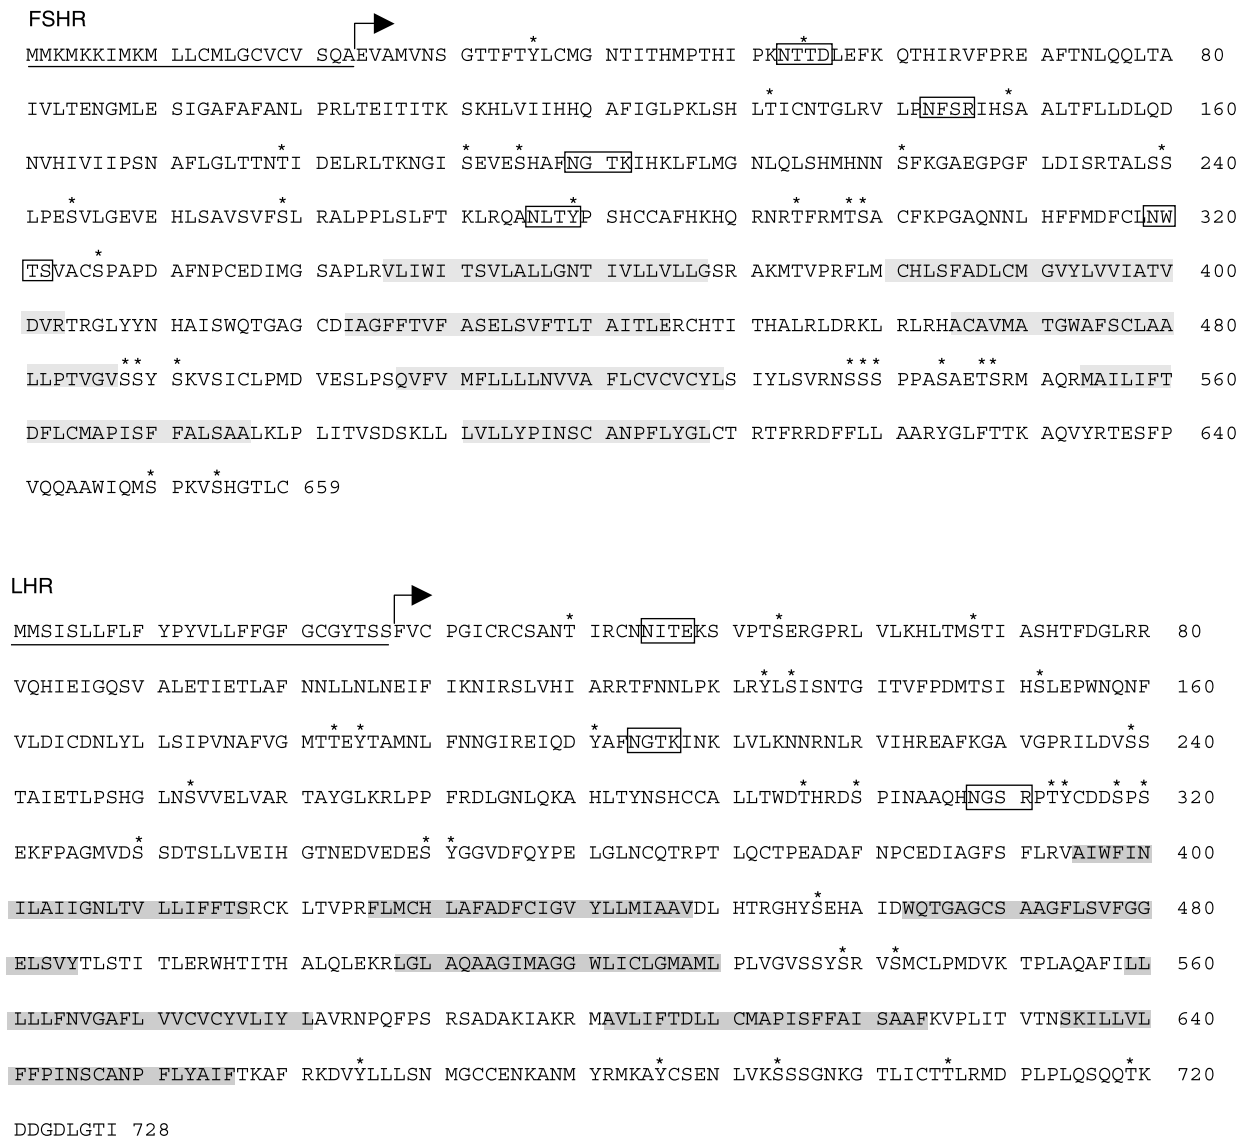 FSHR
MMKMKKIMKM LLCMLGCVCV SQAEVAMVNS GTTFTYLCMG NTITHMPTHI PKNTTDLEFK QTHIRVFPRE AFTNLQQLTA 80
IVLTENGMLE SIGAFAFANL PRLTEITITK SKHLVIIHHQ AFIGLPKLSH LTICNTGLRV LPNFSRIHSA ALTFLLDLQD 160
NVHIVIIPSN AFLGLTTNTI DELRLTKNGI SEVESHAFNG TKIHKLFLMG NLQLSHMHNN SFKGAEGPGF LDISRTALSS 240
LPESVLGEVE HLSAVSVFSL RALPPLSLFT KLRQANLTYP SHCCAFHKHQ RNRTFRMTSA CFKPGAQNNL HFFMDFCLNW 320
TSVACSPAPD AFNPCEDIMG SAPLRVLIWI TSVLALLGNT IVLLVLLGSR AKMTVPRFLM CHLSFADLCM GVYLVVIATV 400
DVRTRGLYYN HAISWQTGAG CDIAGFFTVF ASELSVFTLT AITLERCHTI THALRLDRKL RLRHACAVMA TGWAFSCLAA 480
LLPTVGVSSY SKVSICLPMD VESLPSQVFV MFLLLLNVVA FLCVCVCYLS IYLSVRNSSS PPASAETSRM AQRMAILIFT 560
DFLCMAPISF FALSAALKLP LITVSDSKLL LVLLYPINSC ANPFLYGLCT RTFRRDFFLL AARYGLFTTK AQVYRTESFP 640
VQQAAWIQMS PKVSHGTLC 659
LHR
MMSISLLFLF YPYVLLFFGF GCGYTSSFVC PGICRCSANT IRCNNITEKS VPTSERGPRL VLKHLTMSTI ASHTFDGLRR 80
VQHIEIGQSV ALETIETLAF NNLLNLNEIF IKNIRSLVHI ARRTFNNLPK LRYLSISNTG ITVFPDMTSI HSLEPWNQNF 160
VLDICDNLYL LSIPVNAFVG MTTEYTAMNL FNNGIREIQD YAFNGTKINK LVLKNNRNLR VIHREAFKGA VGPRILDVSS 240
TAIETLPSHG LNSVVELVAR TAYGLKRLPP FRDLGNLQKA HLTYNSHCCA LLTWDTHRDS PINAAQHNGS RPTYCDDSPS 320
EKFPAGMVDS SDTSLLVEIH GTNEDVEDES YGGVDFQYPE LGLNCQTRPT LQCTPEADAF NPCEDIAGFS FLRVAIWFIN 400
ILAIIGNLTV LLIFFTSRCK LTVPRFLMCH LAFADFCIGV YLLMIAAVDL HTRGHYSEHA IDWQTGAGCS AAGFLSVFGG 480
ELSVYTLSTI TLERWHTITH ALQLEKRLGL AQAAGIMAGG WLICLGMAML PLVGVSSYSR VSMCLPMDVK TPLAQAFILL 560
LLLFNVGAFL VVCVCYVLIY LAVRNPQFPS RSADAKIAKR MAVLIFTDLL CMAPISFFAI SAAFKVPLIT VTNSKILLVL 640
FFPINSCANP FLYAIFTKAF RKDVYLLLSN MGCCENKANM YRMKAYCSEN LVKSSSGNKG TLICTTLRMD PLPLQSQQTK 720
DDGDLGTI 728